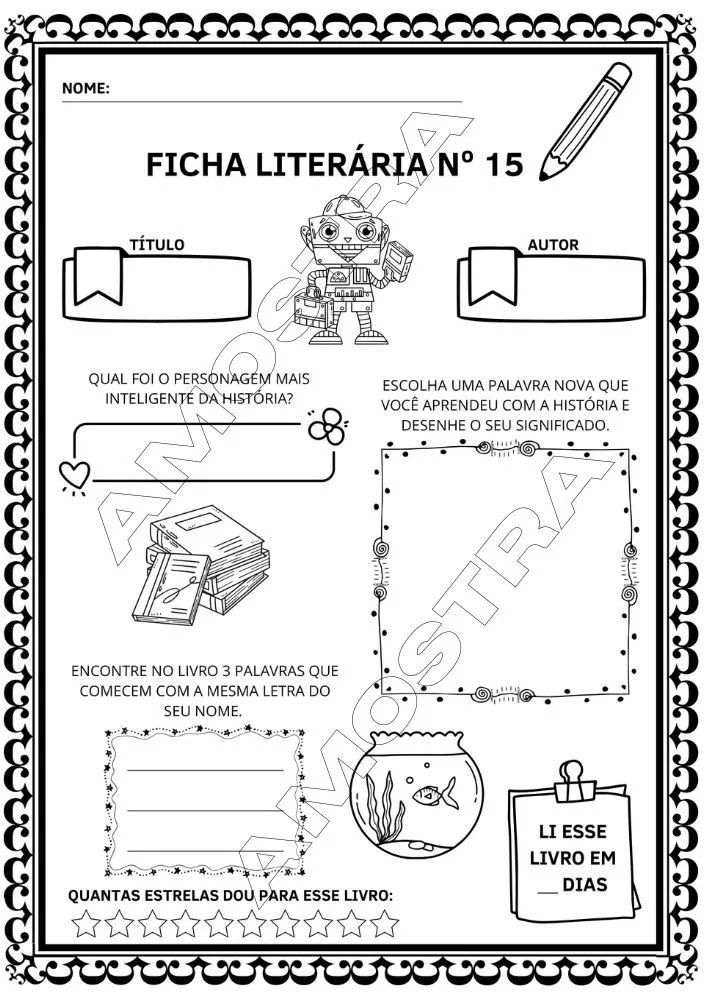 NOME:
FICHA LITERÁRIA Nº 15
TÍTULO
AUTOR
QUAL FOI O PERSONAGEM MAIS
INTELIGENTE DA HISTÓRIA?
ESCOLHA UMA PALAVRA NOVA QUE
VOCÊ APRENDEU COM A HISTÓRIA E
DESENHE O SEU SIGNIFICADO.
ENCONTRE NO LIVRO 3 PALAVRAS QUE
COMECEM COM A MESMA LETRA DO
SEU NOME.
LI ESSE
LIVRO EM
__ DIAS
QUANTAS ESTRELAS DOU PARA ESSE LIVRO:
AMOSTRA
AMOSTRA